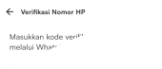 Verifikasi Nomor HP
Masukkan kode
melalui